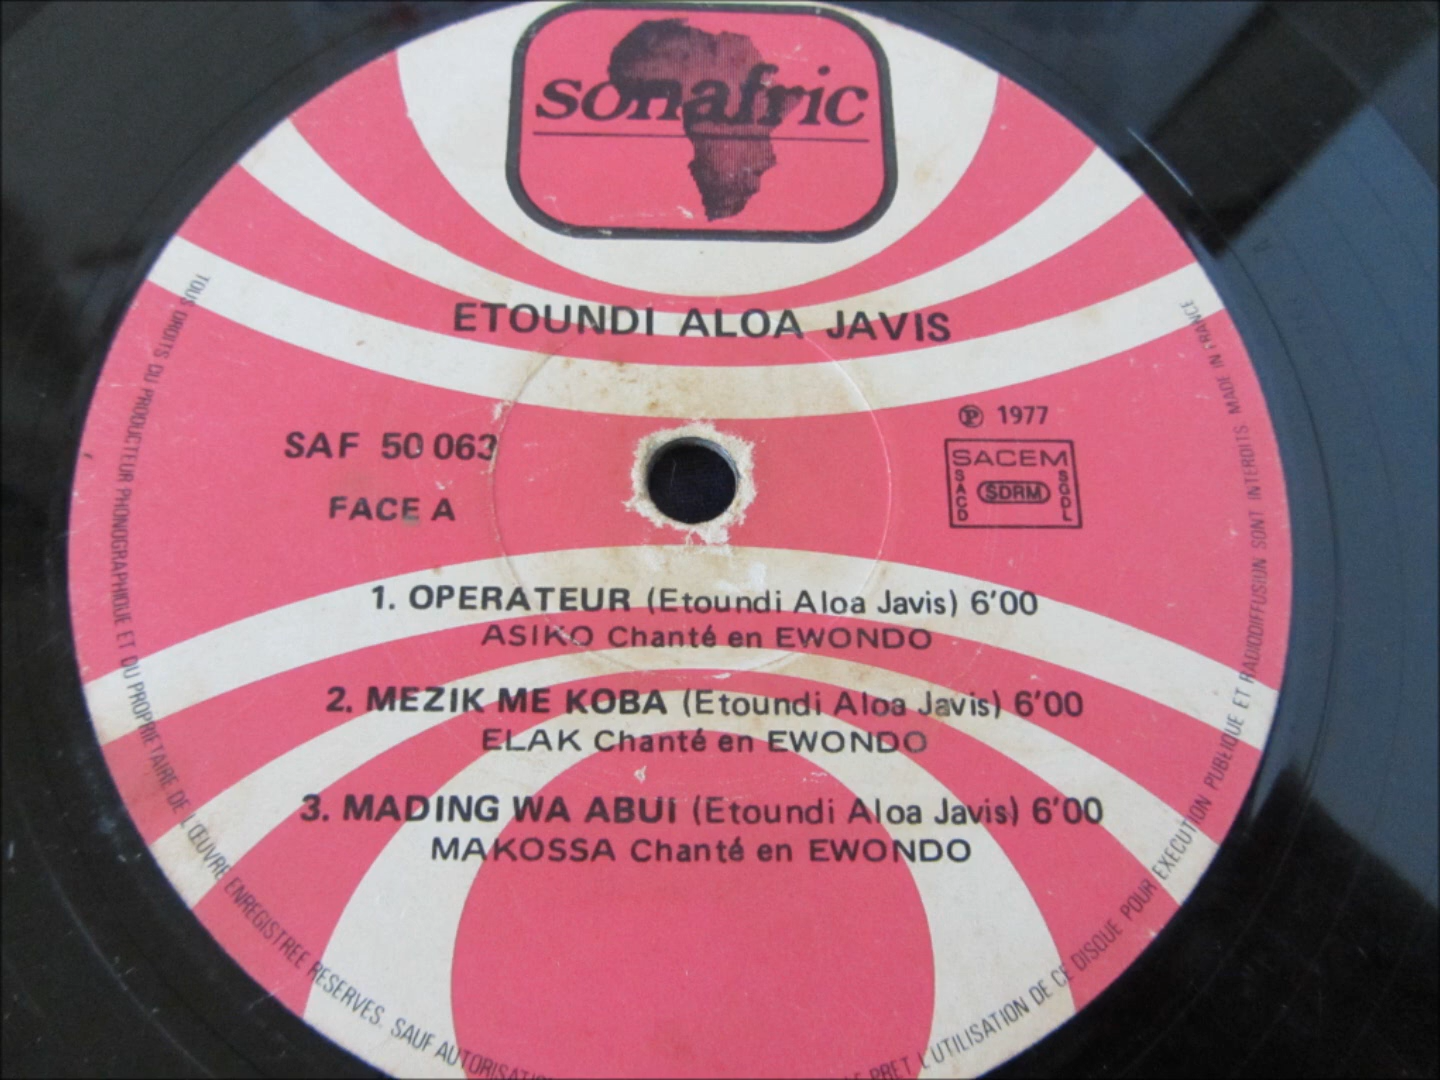 sonafric
ETOUNDI ALOA JAVIS
SAF 50 063
FACE A
Ⓟ 1977
SACEM
SACD
SDRM
SGDL
1. OPERATEUR (Etoundi Aloa Javis) 6'00
ASIKO Chanté en EWONDO
2. MEZIK ME KOBA (Etoundi Aloa Javis) 6'00
ELAK Chanté en EWONDO
3. MADING WA ABUI (Etoundi Aloa Javis) 6'00
MAKOSSA Chanté en EWONDO
TOUS DROITS DU PRODUCTEUR PHONOGRAPHIQUE ET DU PROPRIETAIRE DE L'ŒUVRE ENREGISTREE RESERVES. SAUF
PRET L'UTILISATION DE CE DISQUE POUR EXECUTION PUBLIQUE ET RADIODIFFUSION SONT INTERDITS MADE IN FRANCE